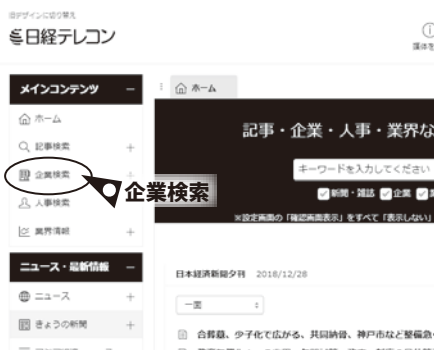 旧デザインに切り替え
日経テレコン
媒体を
メインコンテンツ −
ホーム
ホーム
記事検索 +
企業検索 +
企業検索
人事検索
業界情報 +
記事・企業・人事・業界な
キーワードを入力してください
新聞・雑誌 企業
※設定画面の「確認画面表示」をすべて「表示しない」
ニュース・最新情報 −
ニュース +
きょうの新聞 +
日本経済新聞夕刊 2018/12/28
一面
合葬墓、少子化で広がる、共同納骨、神戸市など整備急